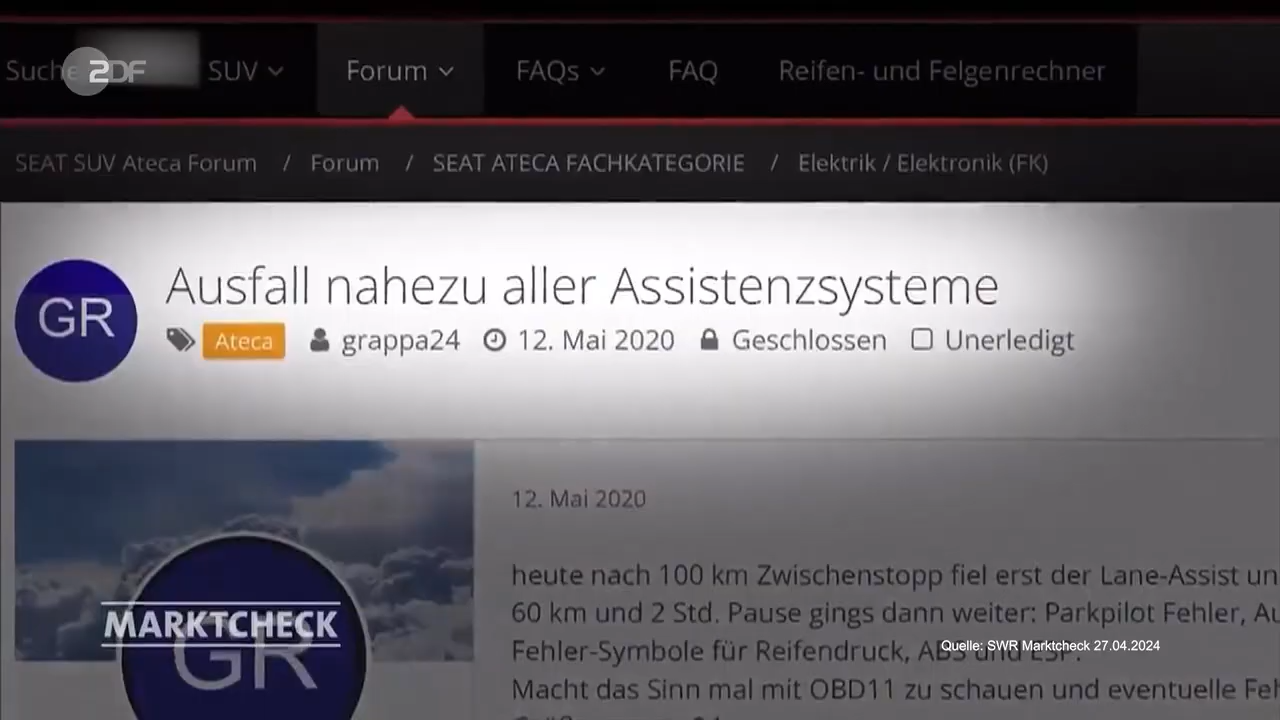 Suche
ZDF
SUV
Forum
FAQs
FAQ
Reifen- und Felgenrechner
SEAT SUV Ateca Forum / Forum / SEAT ATECA FACHKATEGORIE / Elektrik / Elektronik (FK)
GR
Ausfall nahezu aller Assistenzsysteme
Ateca grappa24 12. Mai 2020 Geschlossen Unerledigt
12. Mai 2020
heute nach 100 km Zwischenstopp fiel erst der Lane-Assist un
60 km und 2 Std. Pause gings dann weiter: Parkpilot Fehler, Au
Fehler-Symbole für Reifendruck, ABS und ESP.
Macht das Sinn mal mit OBD11 zu schauen und eventuelle Feh
MARKTCHECK
GR
Quelle: SWR Marktcheck 27.04.2024